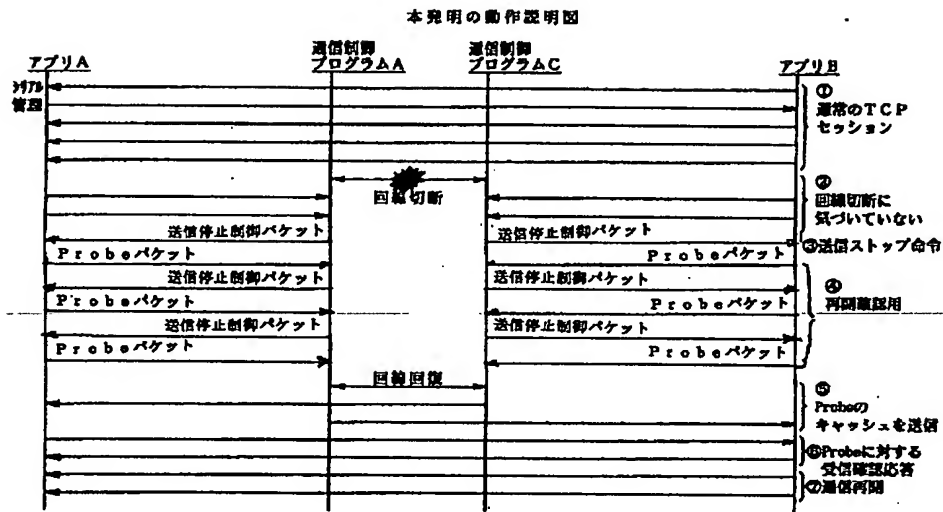 本発明の動作説明図
アプリA
通信制御
プログラムA
通信制御
プログラムC
アプリB
シリアル
管理
①
通常のTCP
セッション
回線切断
②
回線切断に
気づいていない
送信停止制御パケット
送信停止制御パケット
③送信ストップ命令
Probeパケット
Probeパケット
送信停止制御パケット
送信停止制御パケット
④
再開確認用
Probeパケット
Probeパケット
送信停止制御パケット
送信停止制御パケット
Probeパケット
Probeパケット
回線回復
⑤
Probeの
キャッシュを送信
⑥Probeに対する
受信確認応答
⑦通信再開